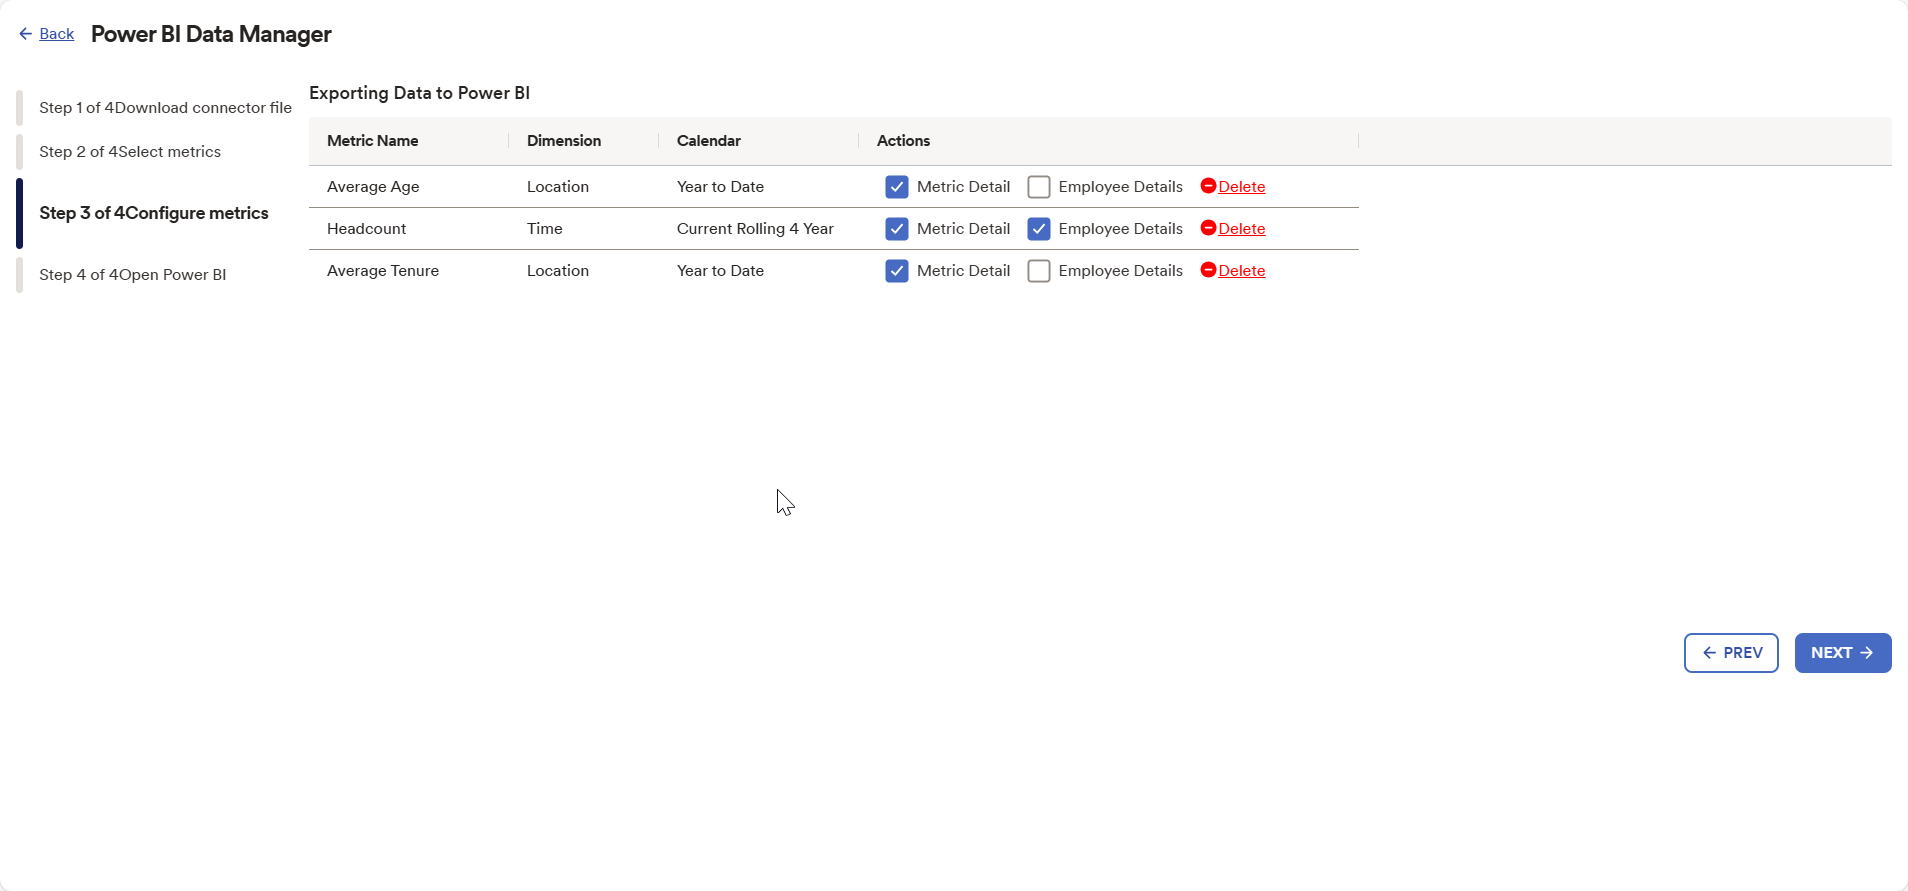 Back Power BI Data Manager
Step 1 of 4Download connector file
Step 2 of 4Select metrics
Step 3 of 4Configure metrics
Step 4 of 4Open Power BI
Exporting Data to Power BI
Metric Name Dimension Calendar Actions
Average Age Location Year to Date Metric Detail Employee Details Delete
Headcount Time Current Rolling 4 Year Metric Detail Employee Details Delete
Average Tenure Location Year to Date Metric Detail Employee Details Delete
PREV NEXT